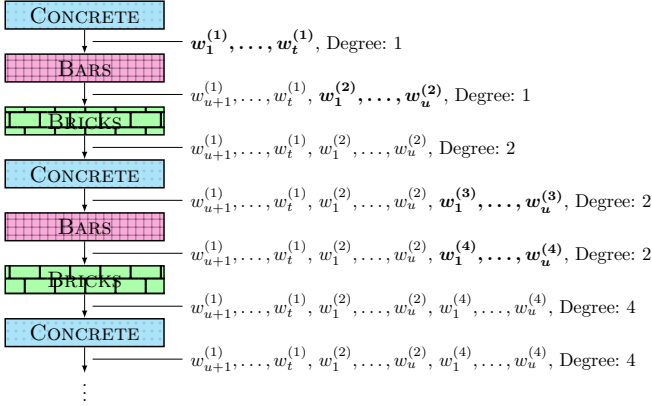 CONCRETE
w_1^{(1)}, . . . , w_t^{(1)}, Degree: 1
BARS
w_{u+1}^{(1)}, . . . , w_t^{(1)}, w_1^{(2)}, . . . , w_u^{(2)}, Degree: 1
BRICKS
w_{u+1}^{(1)}, . . . , w_t^{(1)}, w_1^{(2)}, . . . , w_u^{(2)}, Degree: 2
CONCRETE
w_{u+1}^{(1)}, . . . , w_t^{(1)}, w_1^{(2)}, . . . , w_u^{(2)}, w_1^{(3)}, . . . , w_u^{(3)}, Degree: 2
BARS
w_{u+1}^{(1)}, . . . , w_t^{(1)}, w_1^{(2)}, . . . , w_u^{(2)}, w_1^{(4)}, . . . , w_u^{(4)}, Degree: 2
BRICKS
w_{u+1}^{(1)}, . . . , w_t^{(1)}, w_1^{(2)}, . . . , w_u^{(2)}, w_1^{(4)}, . . . , w_u^{(4)}, Degree: 4
CONCRETE
w_{u+1}^{(1)}, . . . , w_t^{(1)}, w_1^{(2)}, . . . , w_u^{(2)}, w_1^{(4)}, . . . , w_u^{(4)}, Degree: 4
⋮